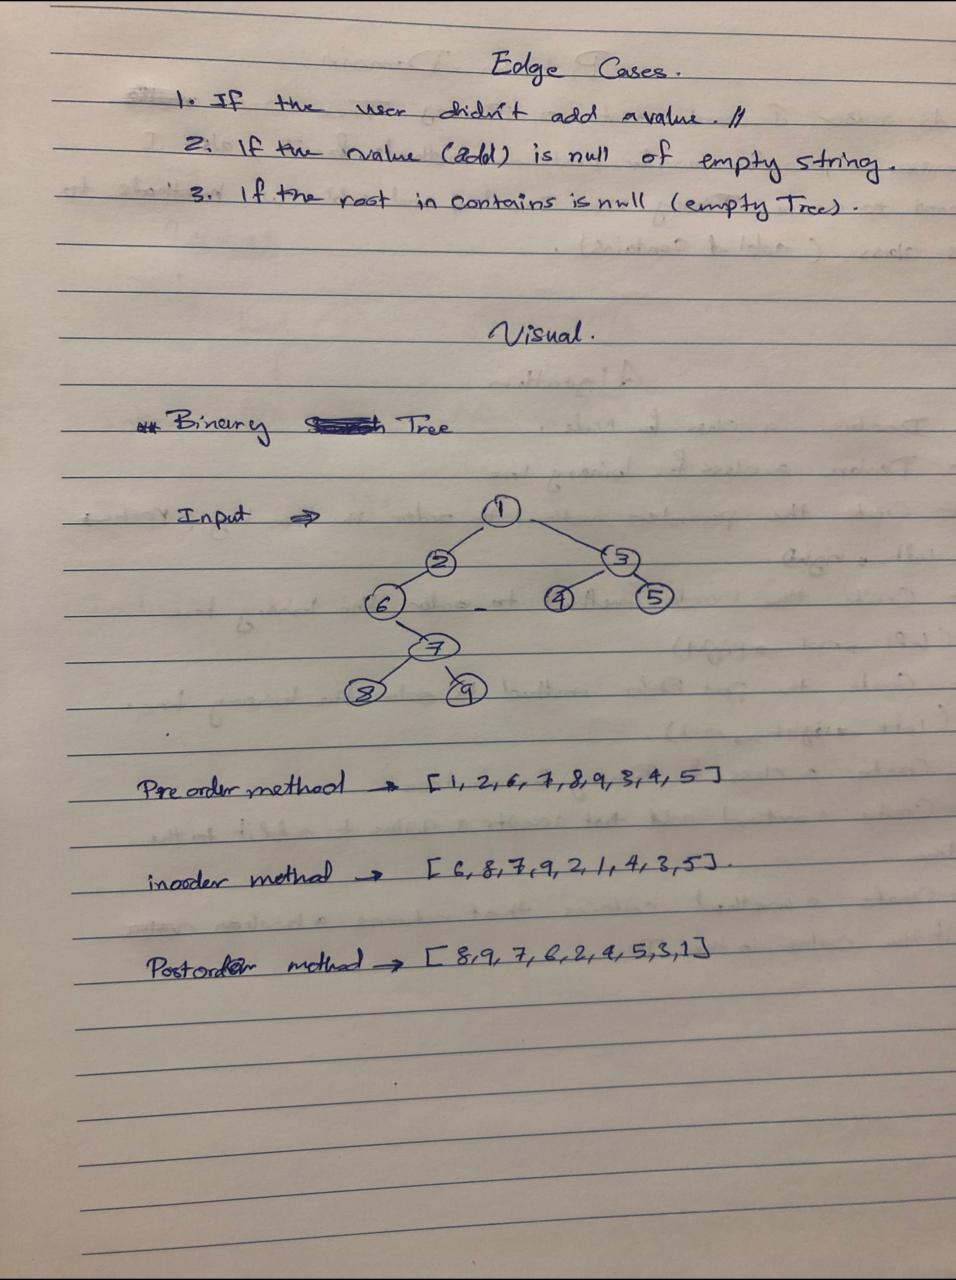 Edge Cases.
1. If the user didn't add a value. //
2. If the value (add) is null of empty string.
3. If the root in contains is null (empty Tree).
Visual.
** Binary Tree
Input →
1
2 3
6 4 5
7
8 9
Pre order method → [1, 2, 6, 7, 8, 9, 3, 4, 5]
inorder method → [6, 8, 7, 9, 2, 1, 4, 3, 5].
Postorder method → [8, 9, 7, 6, 2, 4, 5, 3, 1]